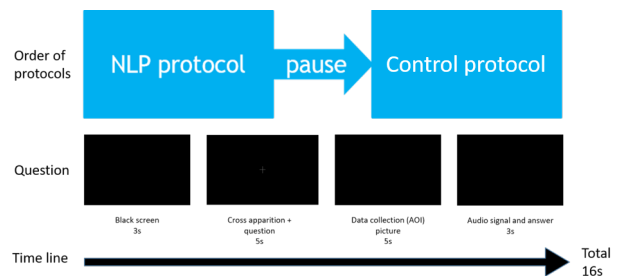 Order of
protocols
NLP protocol
pause
Control protocol
Question
Black screen
3s
Cross apparition +
question
5s
Data collection (AOI)
picture
5s
Audio signal and answer
3s
Time line
Total
16s